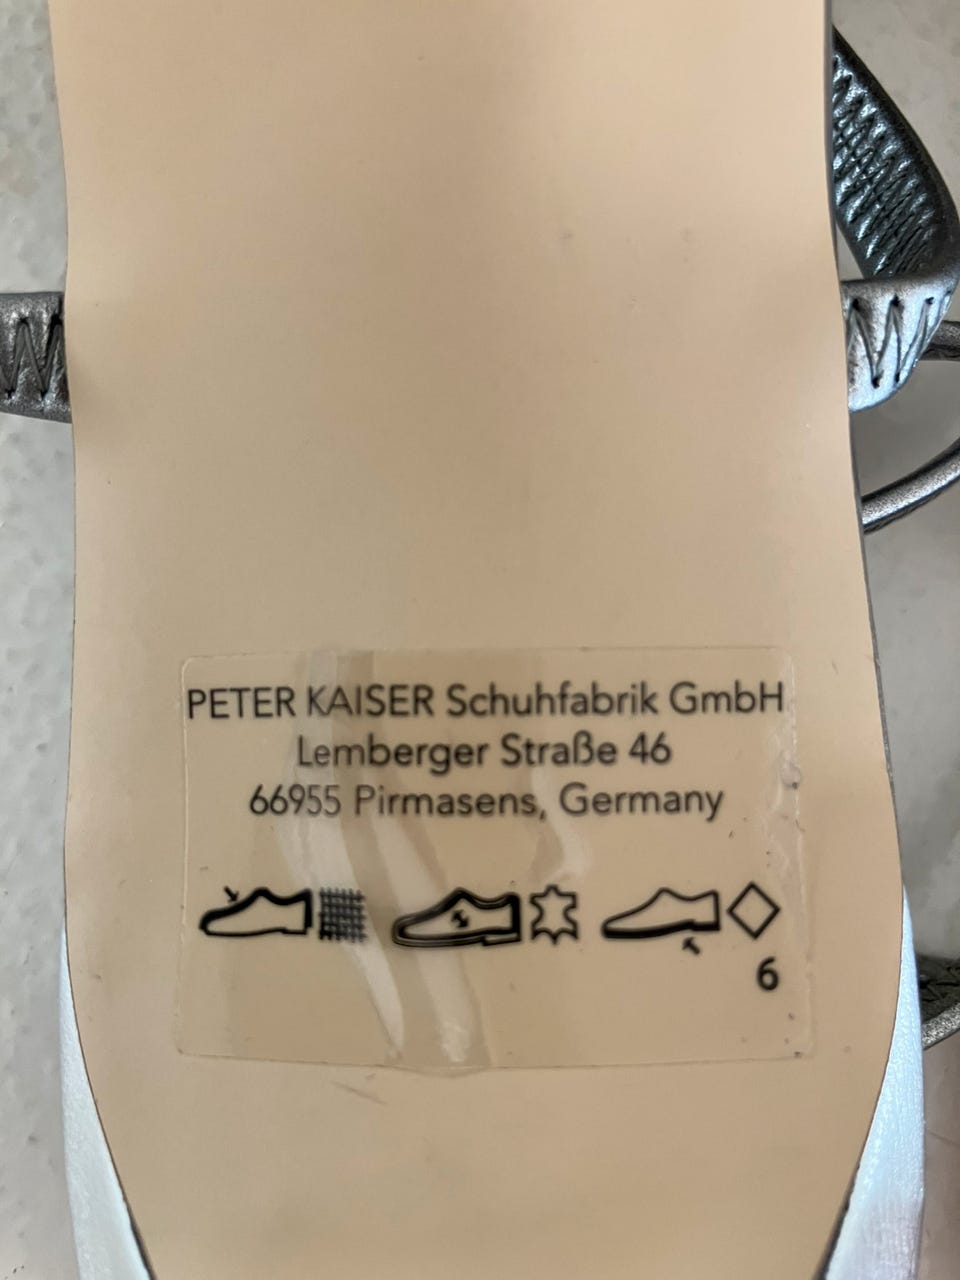 PETER KAISER Schuhfabrik GmbH
Lemberger Straße 46
66955 Pirmasens, Germany
6